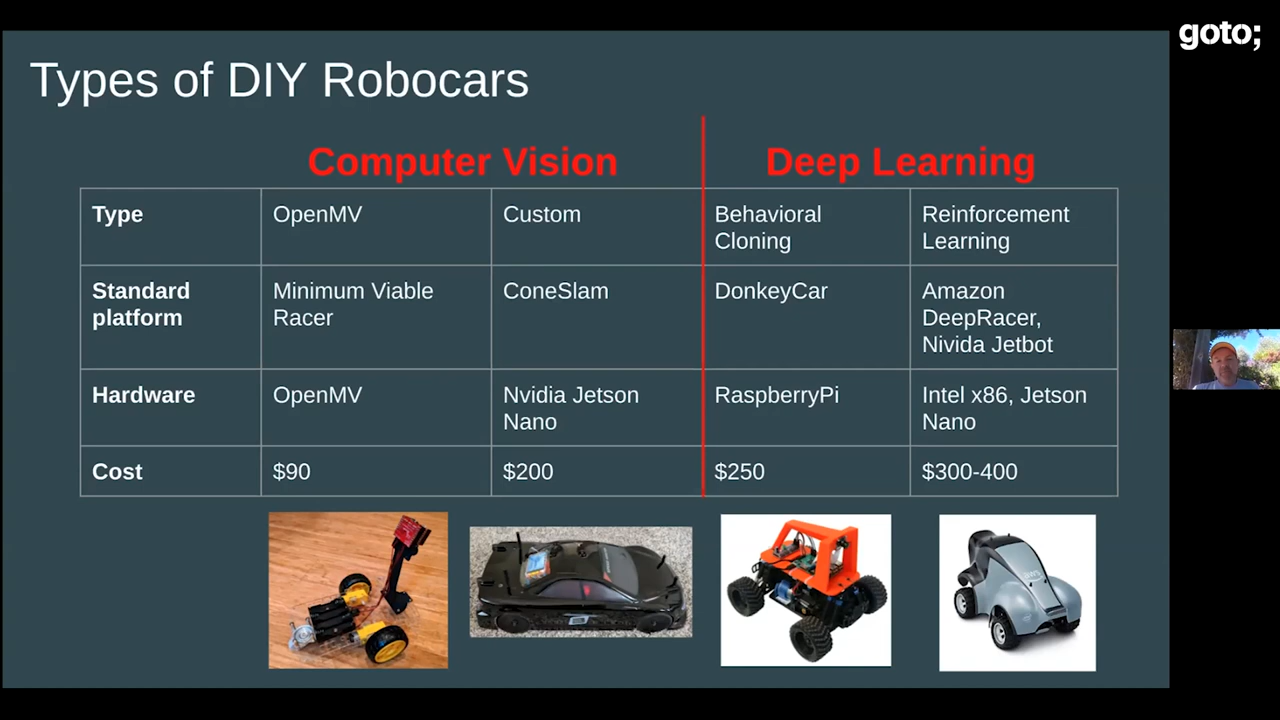 goto;
Types of DIY Robocars
Computer Vision
Deep Learning
Type
OpenMV
Custom
Behavioral
Cloning
Reinforcement
Learning
Standard
platform
Minimum Viable
Racer
ConeSlam
DonkeyCar
Amazon
DeepRacer,
Nivida Jetbot
Hardware
OpenMV
Nvidia Jetson
Nano
RaspberryPi
Intel x86, Jetson
Nano
Cost
$90
$200
$250
$300-400